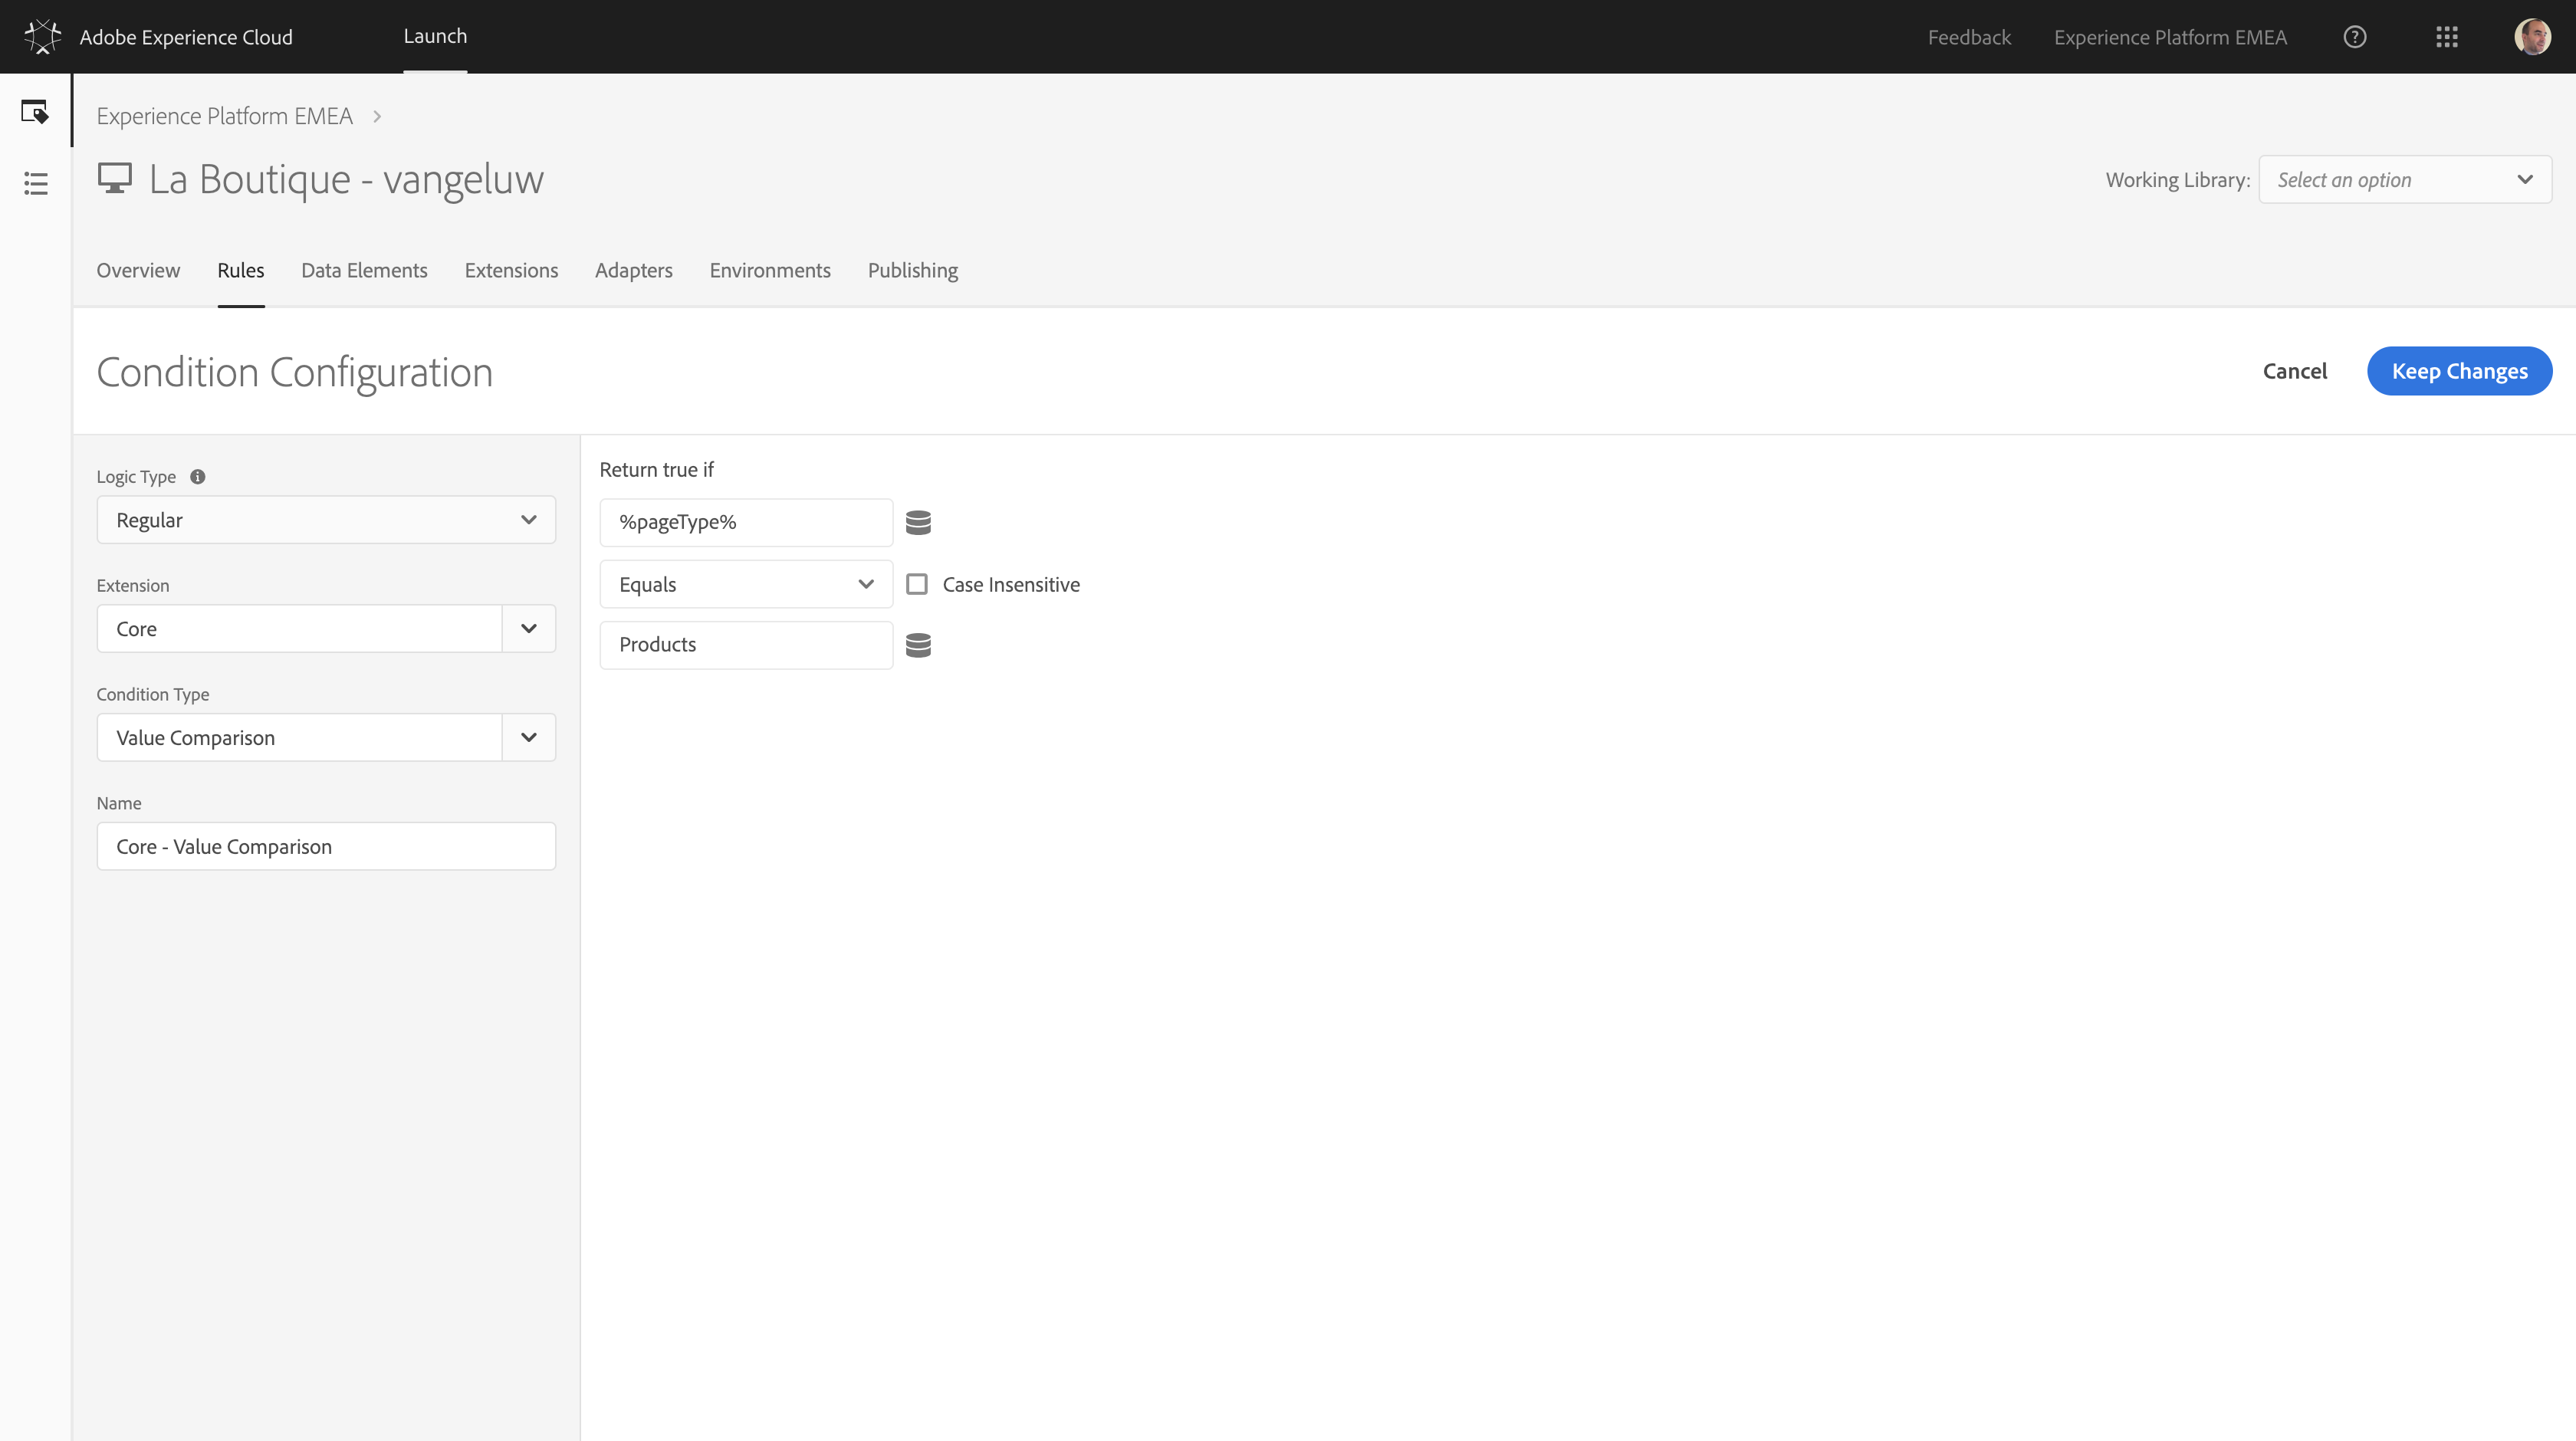 Adobe Experience Cloud
Launch
Feedback
Experience Platform EMEA
Experience Platform EMEA
La Boutique - vangeluw
Working Library:
Select an option
Overview
Rules
Data Elements
Extensions
Adapters
Environments
Publishing
Condition Configuration
Cancel
Keep Changes
Logic Type
Regular
Extension
Core
Condition Type
Value Comparison
Name
Core - Value Comparison
Return true if
%pageType%
Equals
Case Insensitive
Products